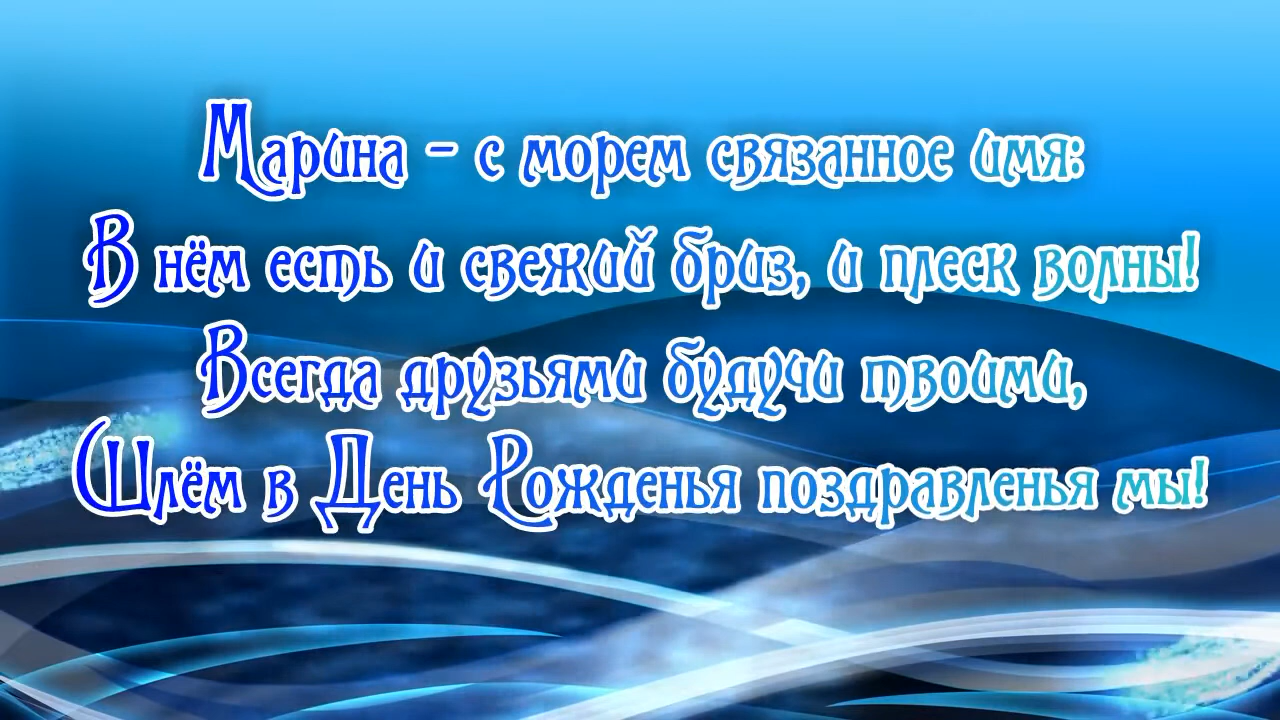 Марина - с морем связанное имя:
В нём есть и свежий бриз, и плеск волны!
Всегда друзьями будучи твоими,
Шлём в День Рожденья поздравленья мы!